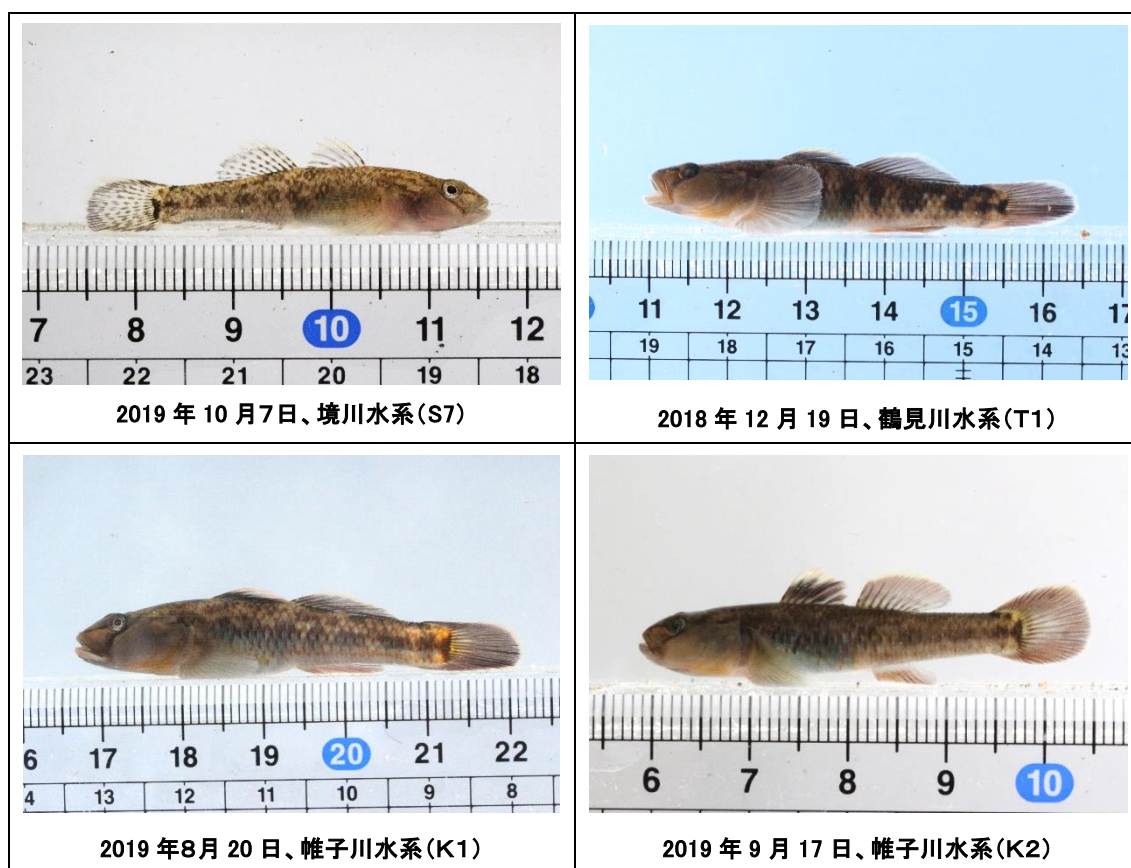 7 8 9 10 11 12
23 22 21 20 19 18
2019 年 10 月7日、境川水系(S7)
11 12 13 14 15 16 17
19 18 17 16 15 14 13
2018 年 12 月 19 日、鶴見川水系(T1)
6 17 18 19 20 21 22
4 13 12 11 10 9 8
2019 年8月 20 日、帷子川水系(K1)
6 7 8 9 10
2019 年 9 月 17 日、帷子川水系(K2)